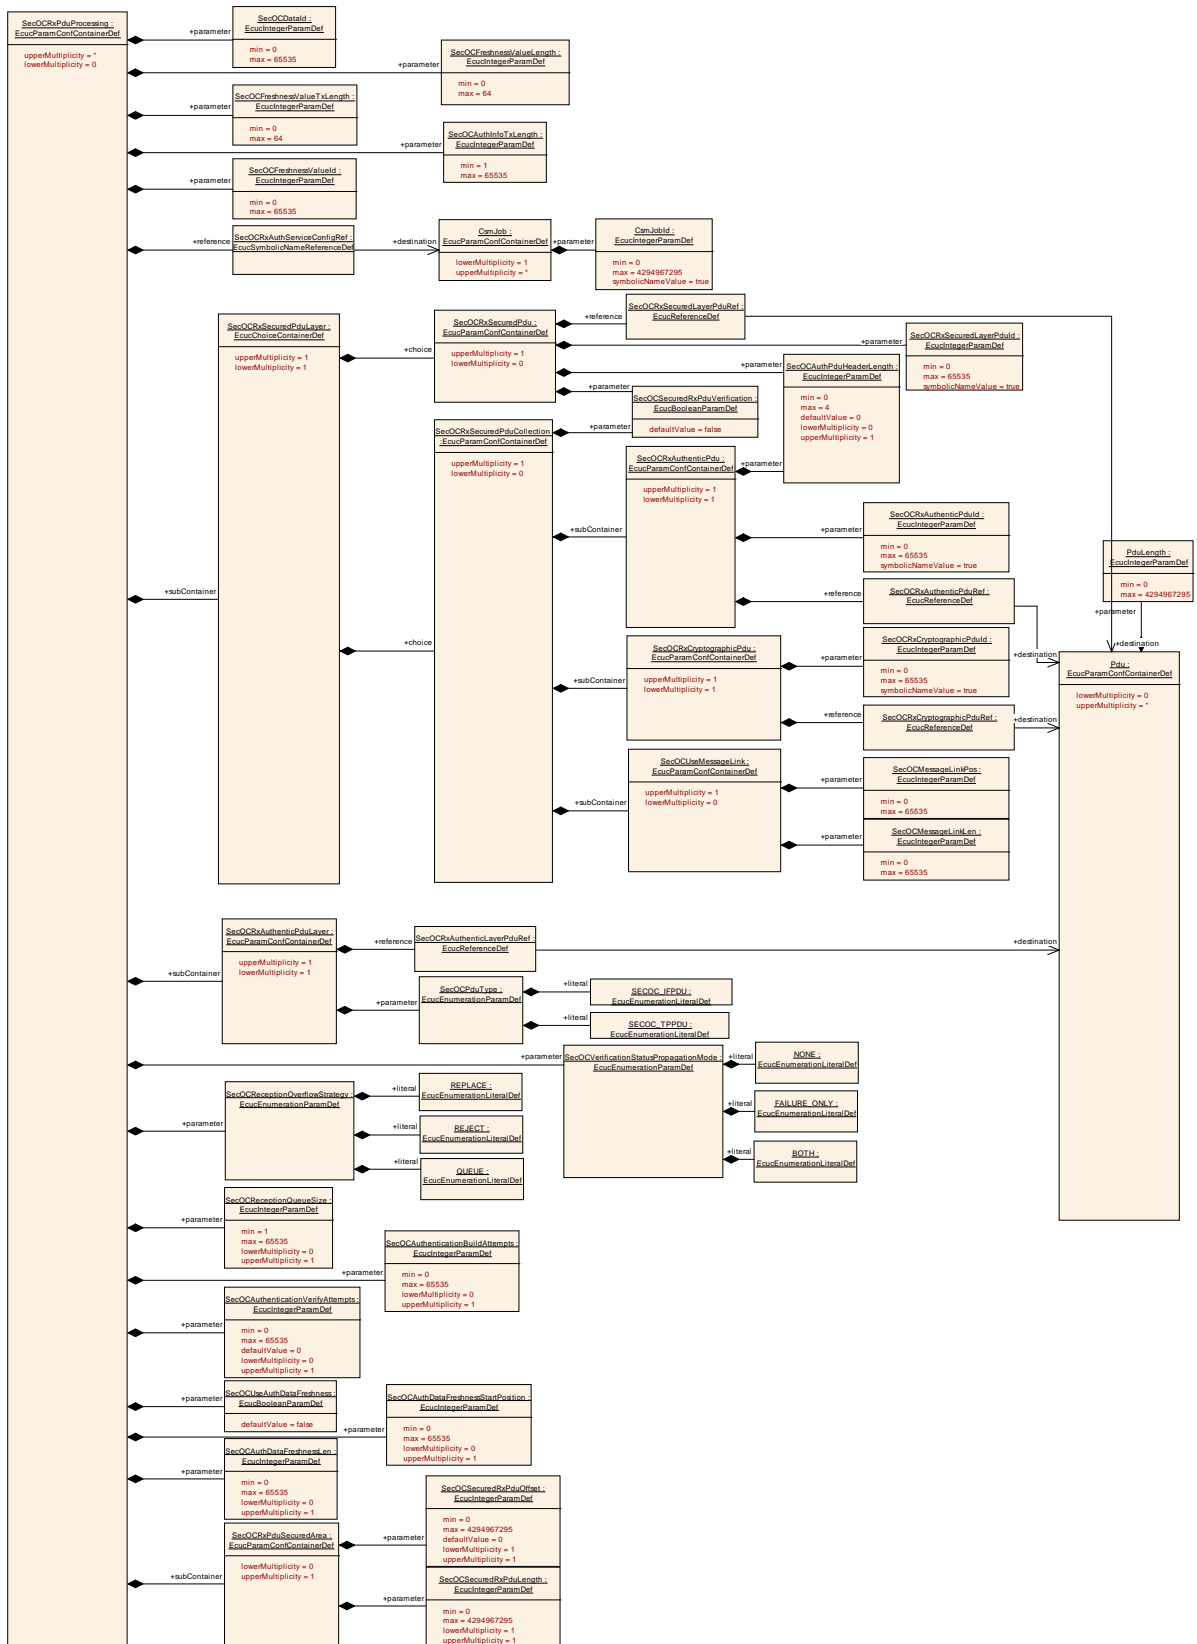 SecOCRxPduProcessing :
EcucParamConfContainerDef
upperMultiplicity = *
lowerMultiplicity = 0
+parameter
SecOCDataId :
EcucIntegerParamDef
min = 0
max = 65535
+parameter
SecOCFreshnessValueLength :
EcucIntegerParamDef
min = 0
max = 64
+parameter
SecOCFreshnessValueTxLength :
EcucIntegerParamDef
min = 0
max = 64
+parameter
SecOCAuthInfoTxLength :
EcucIntegerParamDef
min = 1
max = 65535
+parameter
SecOCFreshnessValueId :
EcucIntegerParamDef
min = 0
max = 65535
+reference
SecOCRxAuthServiceConfigRef :
EcucSymbolicNameReferenceDef
+destination
CsmJob :
EcucParamConfContainerDef
lowerMultiplicity = 1
upperMultiplicity = *
+parameter
CsmJobId :
EcucIntegerParamDef
min = 0
max = 4294967295
symbolicNameValue = true
+subContainer
SecOCRxSecuredPduLayer :
EcucChoiceContainerDef
upperMultiplicity = 1
lowerMultiplicity = 1
+choice
SecOCRxSecuredPdu :
EcucParamConfContainerDef
upperMultiplicity = 1
lowerMultiplicity = 0
+reference
SecOCRxSecuredLayerPduRef :
EcucReferenceDef
+parameter
SecOCRxSecuredLayerPduId :
EcucIntegerParamDef
min = 0
max = 65535
symbolicNameValue = true
+parameter
SecOCAuthPduHeaderLength :
EcucIntegerParamDef
min = 0
max = 4
defaultValue = 0
lowerMultiplicity = 0
upperMultiplicity = 1
+parameter
SecOCSecuredRxPduVerification :
EcucBooleanParamDef
defaultValue = false
+parameter
+choice
SecOCRxSecuredPduCollection
:EcucParamConfContainerDef
upperMultiplicity = 1
lowerMultiplicity = 0
+subContainer
SecOCRxAuthenticPdu :
EcucParamConfContainerDef
upperMultiplicity = 1
lowerMultiplicity = 1
+parameter
+parameter
SecOCRxAuthenticPduId :
EcucIntegerParamDef
min = 0
max = 65535
symbolicNameValue = true
+reference
SecOCRxAuthenticPduRef :
EcucReferenceDef
+destination
PduLength :
EcucIntegerParamDef
min = 0
max = 4294967295
+parameter
+destination
Pdu :
EcucParamConfContainerDef
lowerMultiplicity = 0
upperMultiplicity = *
+subContainer
SecOCRxCryptographicPdu :
EcucParamConfContainerDef
upperMultiplicity = 1
lowerMultiplicity = 1
+parameter
SecOCRxCryptographicPduId :
EcucIntegerParamDef
min = 0
max = 65535
symbolicNameValue = true
+reference
SecOCRxCryptographicPduRef :
EcucReferenceDef
+destination
+subContainer
SecOCUseMessageLink :
EcucParamConfContainerDef
upperMultiplicity = 1
lowerMultiplicity = 0
+parameter
SecOCMessageLinkPos :
EcucIntegerParamDef
min = 0
max = 65535
+parameter
SecOCMessageLinkLen :
EcucIntegerParamDef
min = 0
max = 65535
+subContainer
SecOCRxAuthenticPduLayer :
EcucParamConfContainerDef
upperMultiplicity = 1
lowerMultiplicity = 1
+reference
SecOCRxAuthenticLayerPduRef :
EcucReferenceDef
+destination
+parameter
SecOCPduType :
EcucEnumerationParamDef
+literal
SECOC_IFPDU :
EcucEnumerationLiteralDef
+literal
SECOC_TPPDU :
EcucEnumerationLiteralDef
+parameter
SecOCVerificationStatusPropagationMode :
EcucEnumerationParamDef
+literal
NONE :
EcucEnumerationLiteralDef
+literal
FAILURE_ONLY :
EcucEnumerationLiteralDef
+literal
BOTH :
EcucEnumerationLiteralDef
+parameter
SecOCReceptionOverflowStrategy :
EcucEnumerationParamDef
+literal
REPLACE :
EcucEnumerationLiteralDef
+literal
REJECT :
EcucEnumerationLiteralDef
+literal
QUEUE :
EcucEnumerationLiteralDef
+parameter
SecOCReceptionQueueSize :
EcucIntegerParamDef
min = 1
max = 65535
lowerMultiplicity = 0
upperMultiplicity = 1
+parameter
SecOCAuthenticationBuildAttempts :
EcucIntegerParamDef
min = 0
max = 65535
lowerMultiplicity = 0
upperMultiplicity = 1
+parameter
SecOCAuthenticationVerifyAttempts :
EcucIntegerParamDef
min = 0
max = 65535
defaultValue = 0
lowerMultiplicity = 0
upperMultiplicity = 1
+parameter
SecOCUseAuthDataFreshness :
EcucBooleanParamDef
defaultValue = false
+parameter
SecOCAuthDataFreshnessStartPosition :
EcucIntegerParamDef
min = 0
max = 65535
lowerMultiplicity = 0
upperMultiplicity = 1
+parameter
SecOCAuthDataFreshnessLen :
EcucIntegerParamDef
min = 0
max = 65535
lowerMultiplicity = 0
upperMultiplicity = 1
+subContainer
SecOCRxPduSecuredArea :
EcucParamConfContainerDef
lowerMultiplicity = 0
upperMultiplicity = 1
+parameter
SecOCSecuredRxPduOffset :
EcucIntegerParamDef
min = 0
max = 4294967295
defaultValue = 0
lowerMultiplicity = 1
upperMultiplicity = 1
+parameter
SecOCSecuredRxPduLength :
EcucIntegerParamDef
min = 0
max = 4294967295
lowerMultiplicity = 1
upperMultiplicity = 1